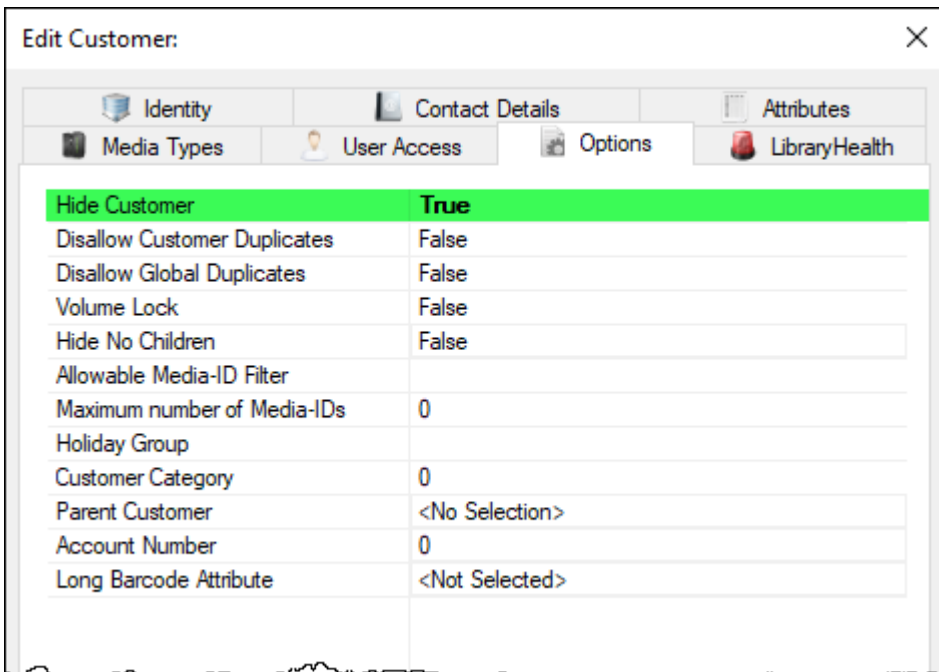 Edit Customer:
Identity Contact Details Attributes
Media Types User Access Options LibraryHealth
Hide Customer True
Disallow Customer Duplicates False
Disallow Global Duplicates False
Volume Lock False
Hide No Children False
Allowable Media-ID Filter
Maximum number of Media-IDs 0
Holiday Group
Customer Category 0
Parent Customer <No Selection>
Account Number 0
Long Barcode Attribute <Not Selected>